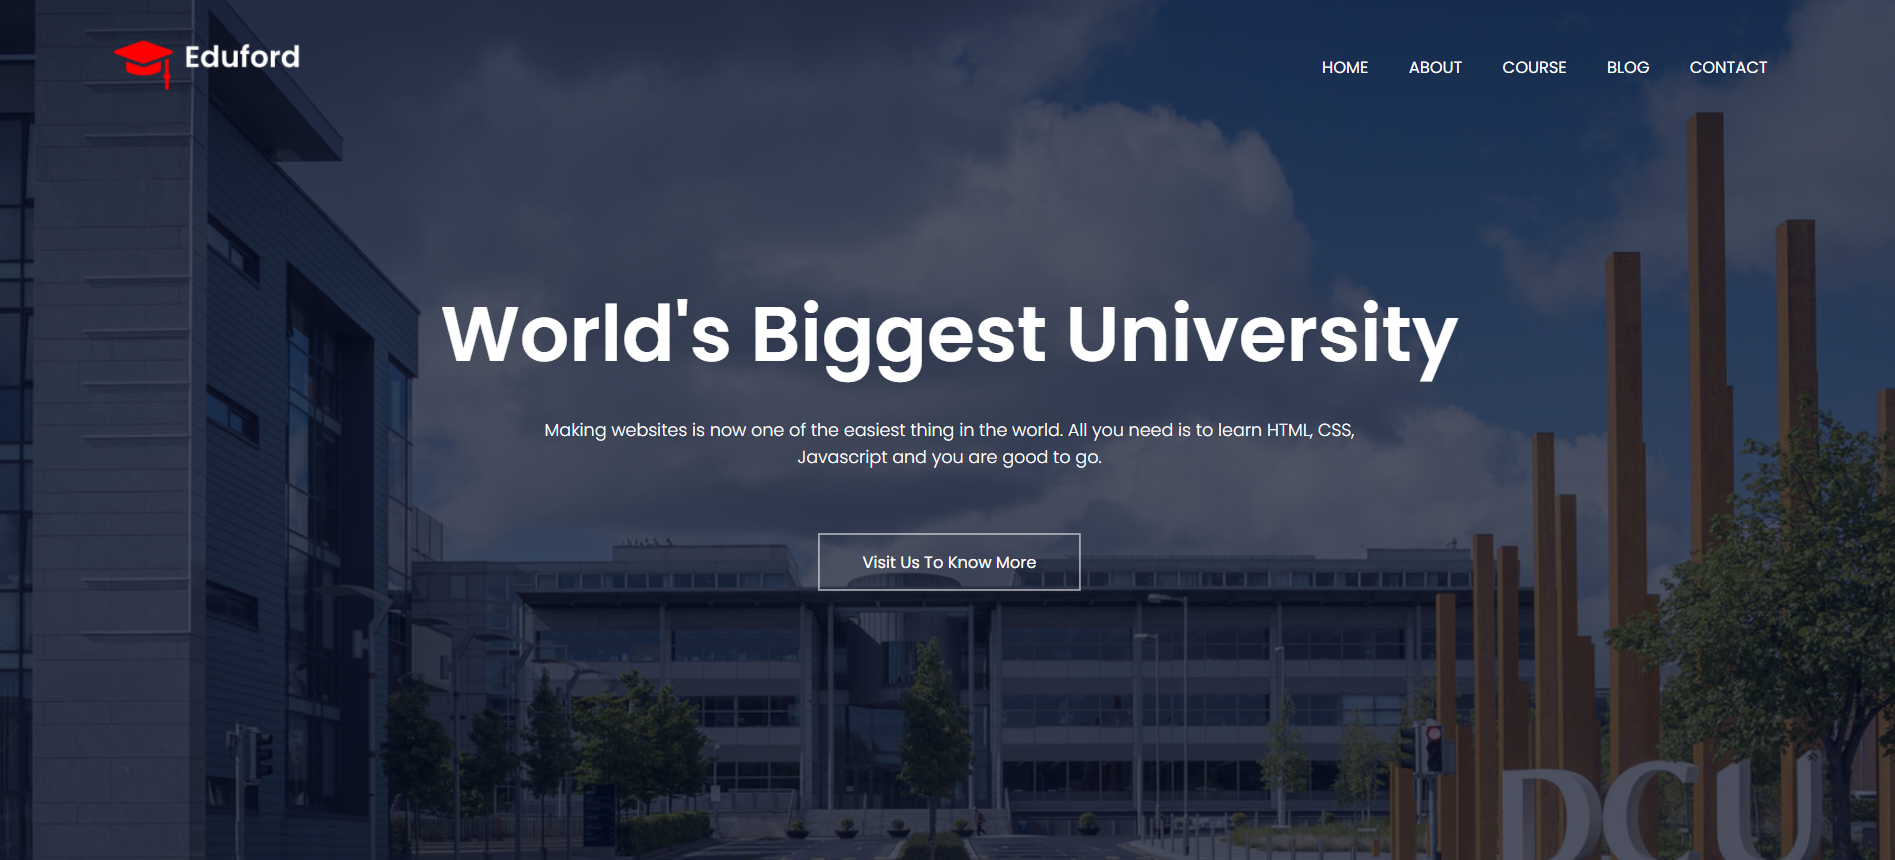 Eduford
HOME ABOUT COURSE BLOG CONTACT
World's Biggest University
Making websites is now one of the easiest thing in the world. All you need is to learn HTML, CSS,
Javascript and you are good to go.
Visit Us To Know More
DCU